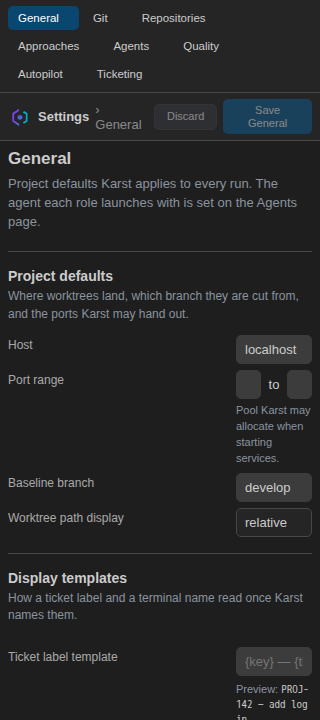 General Git Repositories
Approaches Agents Quality
Autopilot Ticketing
Settings › General Discard Save General
General
Project defaults Karst applies to every run. The
agent each role launches with is set on the Agents
page.
Project defaults
Where worktrees land, which branch they are cut from,
and the ports Karst may hand out.
Host localhost
Port range to
Pool Karst may
allocate when
starting
services.
Baseline branch develop
Worktree path display relative
Display templates
How a ticket label and a terminal name read once Karst
names them.
Ticket label template {key} — {t
Preview: PROJ-
142 — add log
in